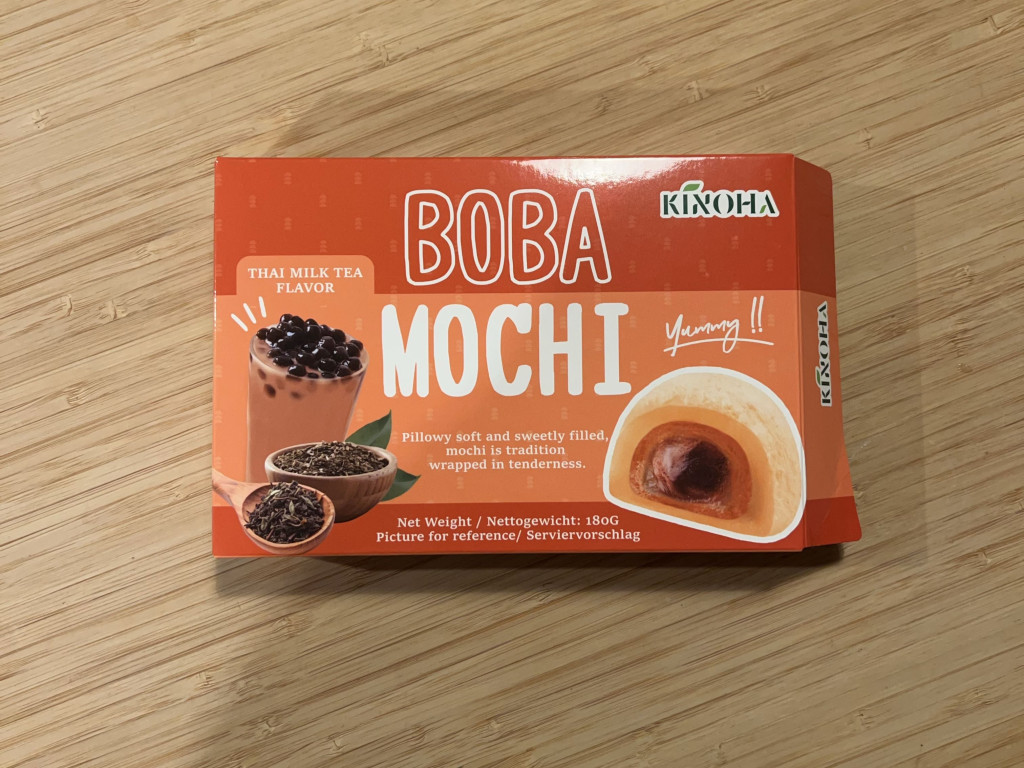 BOBA
KINOHA
THAI MILK TEA
FLAVOR
MOCHI
Yummy !!
KINOHA
Pillowy soft and sweetly filled,
mochi is tradition
wrapped in tenderness.
Net Weight / Nettogewicht: 180G
Picture for reference/ Serviervorschlag